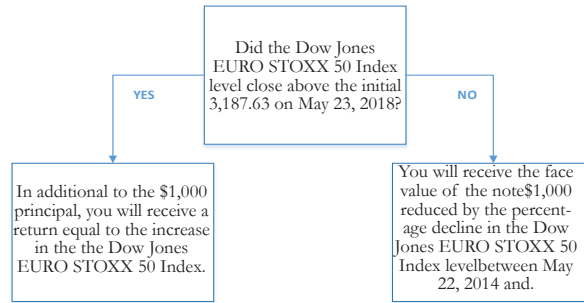 Did the Dow Jones
EURO STOXX 50 Index
level close above the initial
3,187.63 on May 23, 2018?
YES
NO
In additional to the $1,000
principal, you will receive a
return equal to the increase
in the the Dow Jones
EURO STOXX 50 Index.
You will receive the face
value of the note$1,000
reduced by the percent-
age decline in the Dow
Jones EURO STOXX 50
Index levelbetween May
22, 2014 and.